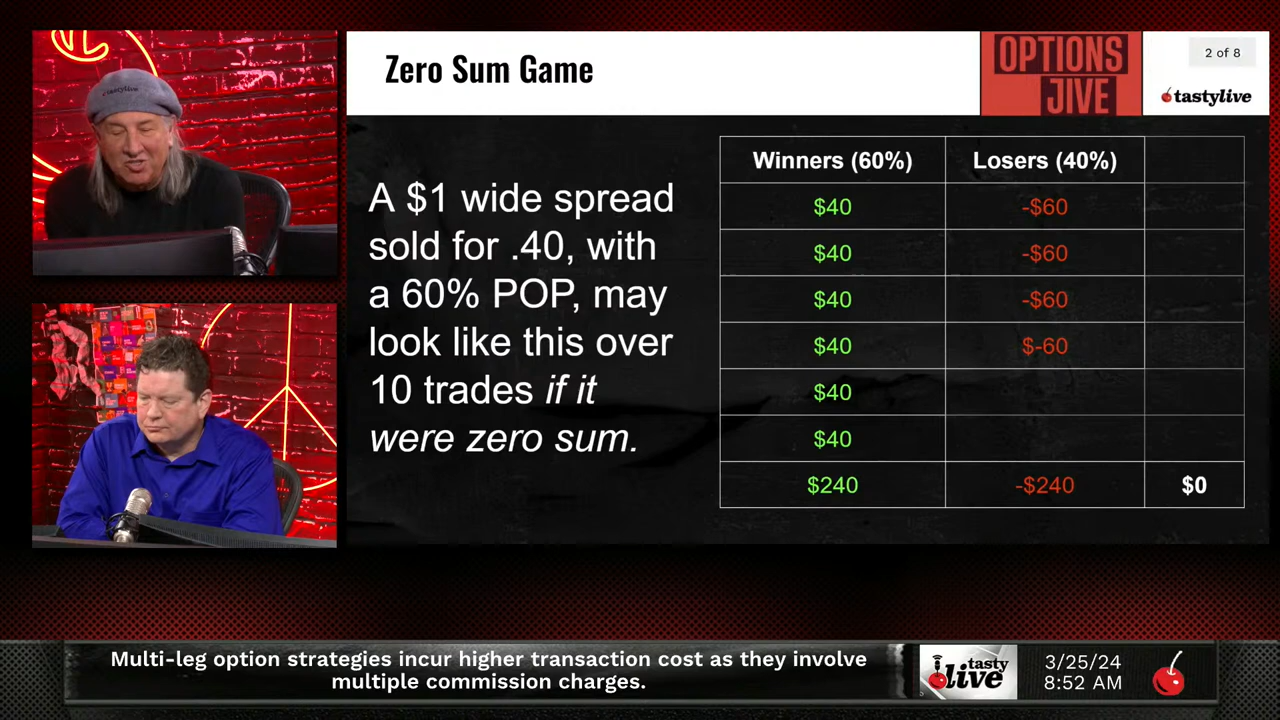 Zero Sum Game
OPTIONS
JIVE
2 of 8
tastylive
tastylive
A $1 wide spread
sold for .40, with
a 60% POP, may
look like this over
10 trades if it
were zero sum.
Winners (60%) Losers (40%)
$40 -$60
$40 -$60
$40 -$60
$40 $-60
$40
$40
$240 -$240 $0
Multi-leg option strategies incur higher transaction cost as they involve
multiple commission charges.
tasty
live
3/25/24
8:52 AM